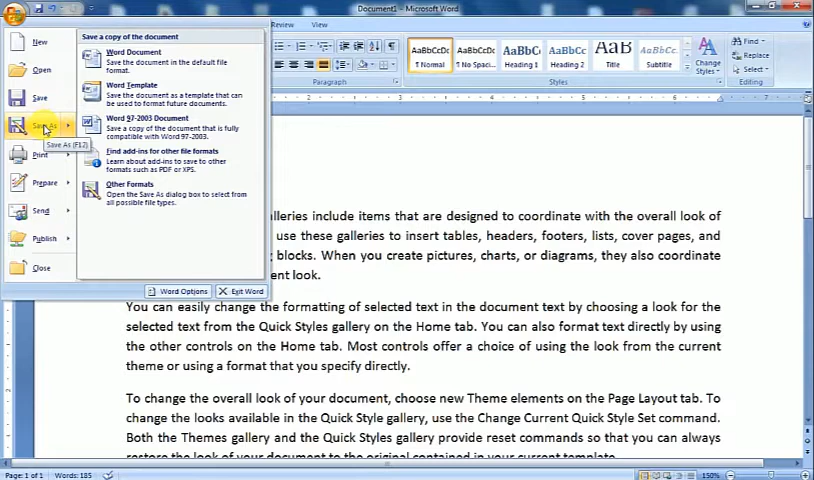 Document1 - Microsoft Word
Review View
New
Open
Save
Save As
Save As (F12)
Print
Prepare
Send
Publish
Close
Save a copy of the document
Word Document
Save the document in the default file
format.
Word Template
Save the document as a template that can
be used to format future documents.
Word 97-2003 Document
Save a copy of the document that is fully
compatible with Word 97-2003.
Find add-ins for other file formats
Learn about add-ins to save to other
formats such as PDF or XPS.
Other Formats
Open the Save As dialog box to select from
all possible file types.
Word Options Exit Word
AaBbCcDc AaBbCcDc AaBbC AaBbCc AaB AaBbCc
¶ Normal ¶ No Spaci... Heading 1 Heading 2 Title Subtitle
Change
Styles
Find
Replace
Select
Paragraph Styles Editing
alleries include items that are designed to coordinate with the overall look of
use these galleries to insert tables, headers, footers, lists, cover pages, and
blocks. When you create pictures, charts, or diagrams, they also coordinate
ent look.
You can easily change the formatting of selected text in the document text by choosing a look for the
selected text from the Quick Styles gallery on the Home tab. You can also format text directly by using
the other controls on the Home tab. Most controls offer a choice of using the look from the current
theme or using a format that you specify directly.
To change the overall look of your document, choose new Theme elements on the Page Layout tab. To
change the looks available in the Quick Style gallery, use the Change Current Quick Style Set command.
Both the Themes gallery and the Quick Styles gallery provide reset commands so that you can always
restore the look of your document to the original contained in your current template.
Page: 1 of 1 Words: 185 150%